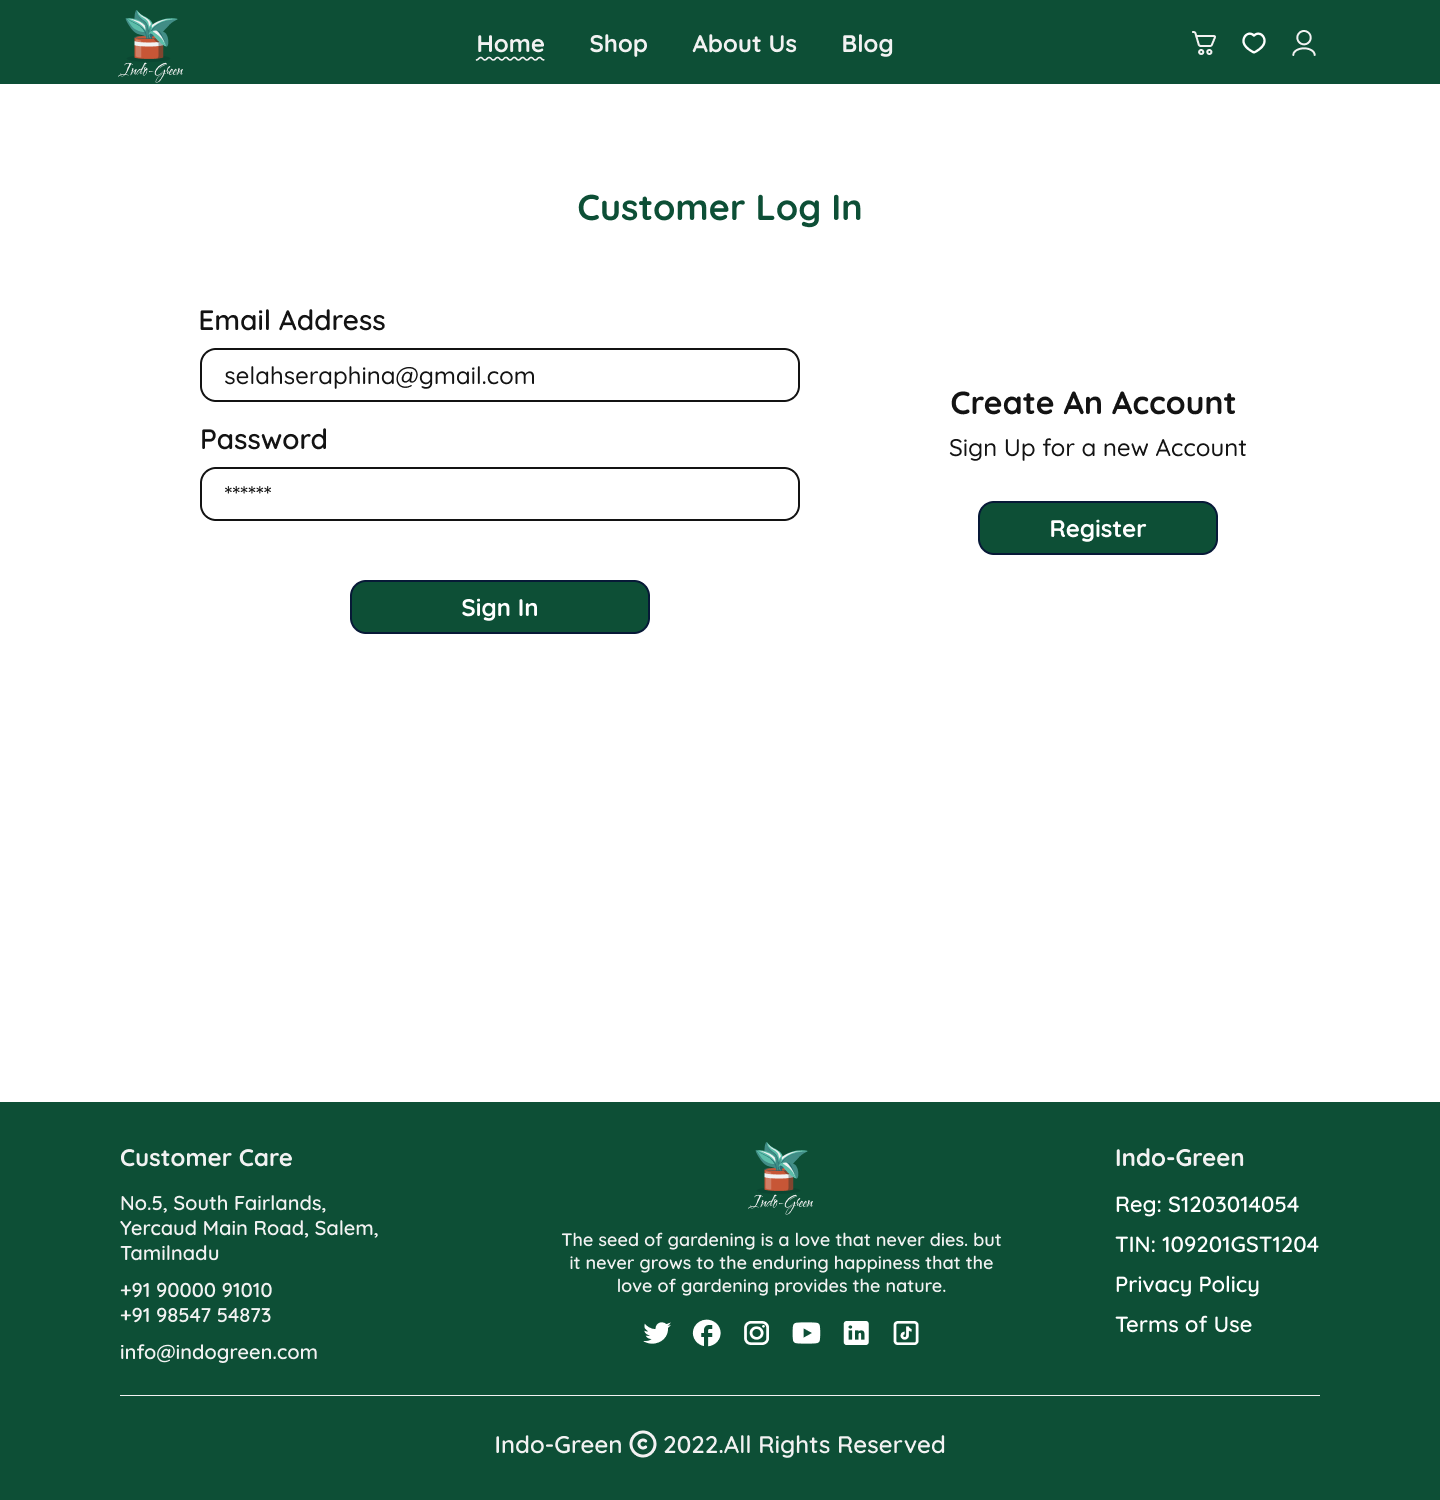 Indo-Green
Home Shop About Us Blog
Customer Log In
Email Address
selahseraphina@gmail.com
Password
******
Sign In
Create An Account
Sign Up for a new Account
Register
Customer Care
No.5, South Fairlands,
Yercaud Main Road, Salem,
Tamilnadu
+91 90000 91010
+91 98547 54873
info@indogreen.com
Indo-Green
The seed of gardening is a love that never dies. but
it never grows to the enduring happiness that the
love of gardening provides the nature.
Indo-Green
Reg: S1203014054
TIN: 109201GST1204
Privacy Policy
Terms of Use
Indo-Green © 2022.All Rights Reserved